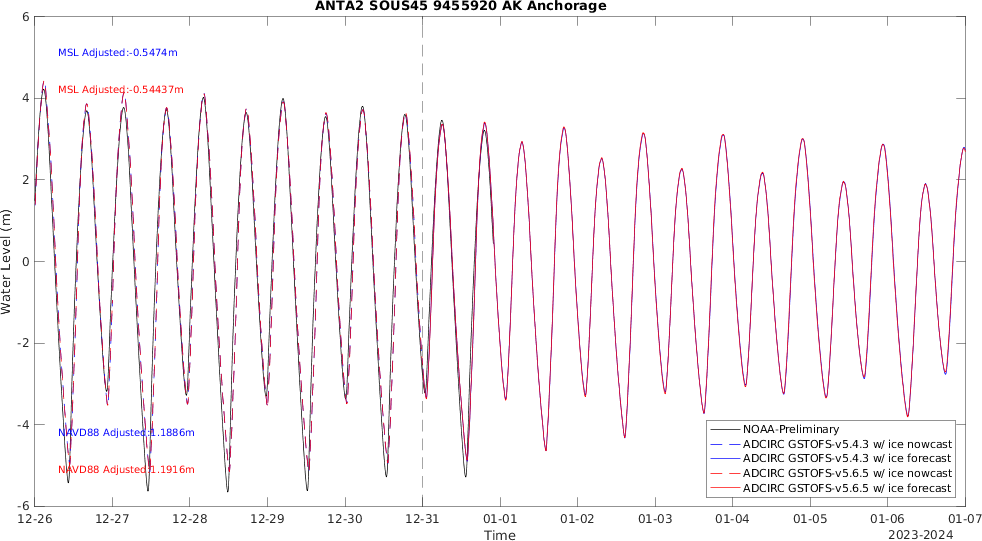 ANTA2 SOUS45 9455920 AK Anchorage
MSL Adjusted:-0.5474m
MSL Adjusted:-0.54437m
NAVD88 Adjusted:1.1886m
NAVD88 Adjusted:1.1916m
Water Level (m)
6
4
2
0
-2
-4
-6
NOAA-Preliminary
ADCIRC GSTOFS-v5.4.3 w/ ice nowcast
ADCIRC GSTOFS-v5.4.3 w/ ice forecast
ADCIRC GSTOFS-v5.6.5 w/ ice nowcast
ADCIRC GSTOFS-v5.6.5 w/ ice forecast
12-26 12-27 12-28 12-29 12-30 12-31 01-01 01-02 01-03 01-04 01-05 01-06 01-07
Time
2023-2024